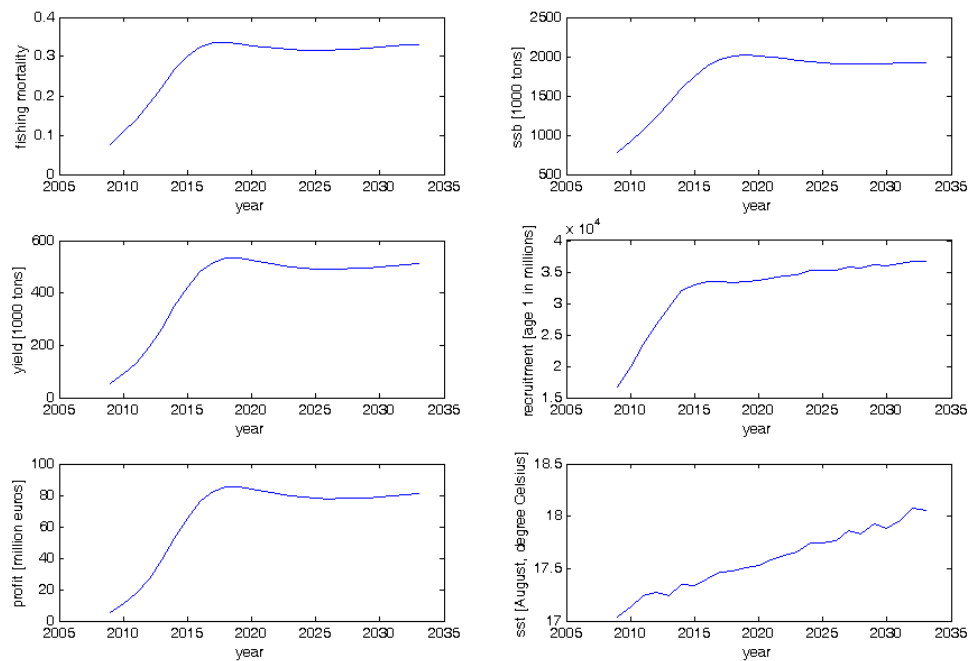 0.4
0.3
0.2
0.1
0
fishing mortality
2005 2010 2015 2020 2025 2030 2035
year
2500
2000
1500
1000
500
ssb [1000 tons]
2005 2010 2015 2020 2025 2030 2035
year
600
400
200
0
yield [1000 tons]
2005 2010 2015 2020 2025 2030 2035
year
x 10^4
4
3.5
3
2.5
2
1.5
recruitment [age 1 in millions]
2005 2010 2015 2020 2025 2030 2035
year
100
80
60
40
20
0
profit [million euros]
2005 2010 2015 2020 2025 2030 2035
year
18.5
18
17.5
17
sst [August, degree Celsius]
2005 2010 2015 2020 2025 2030 2035
year